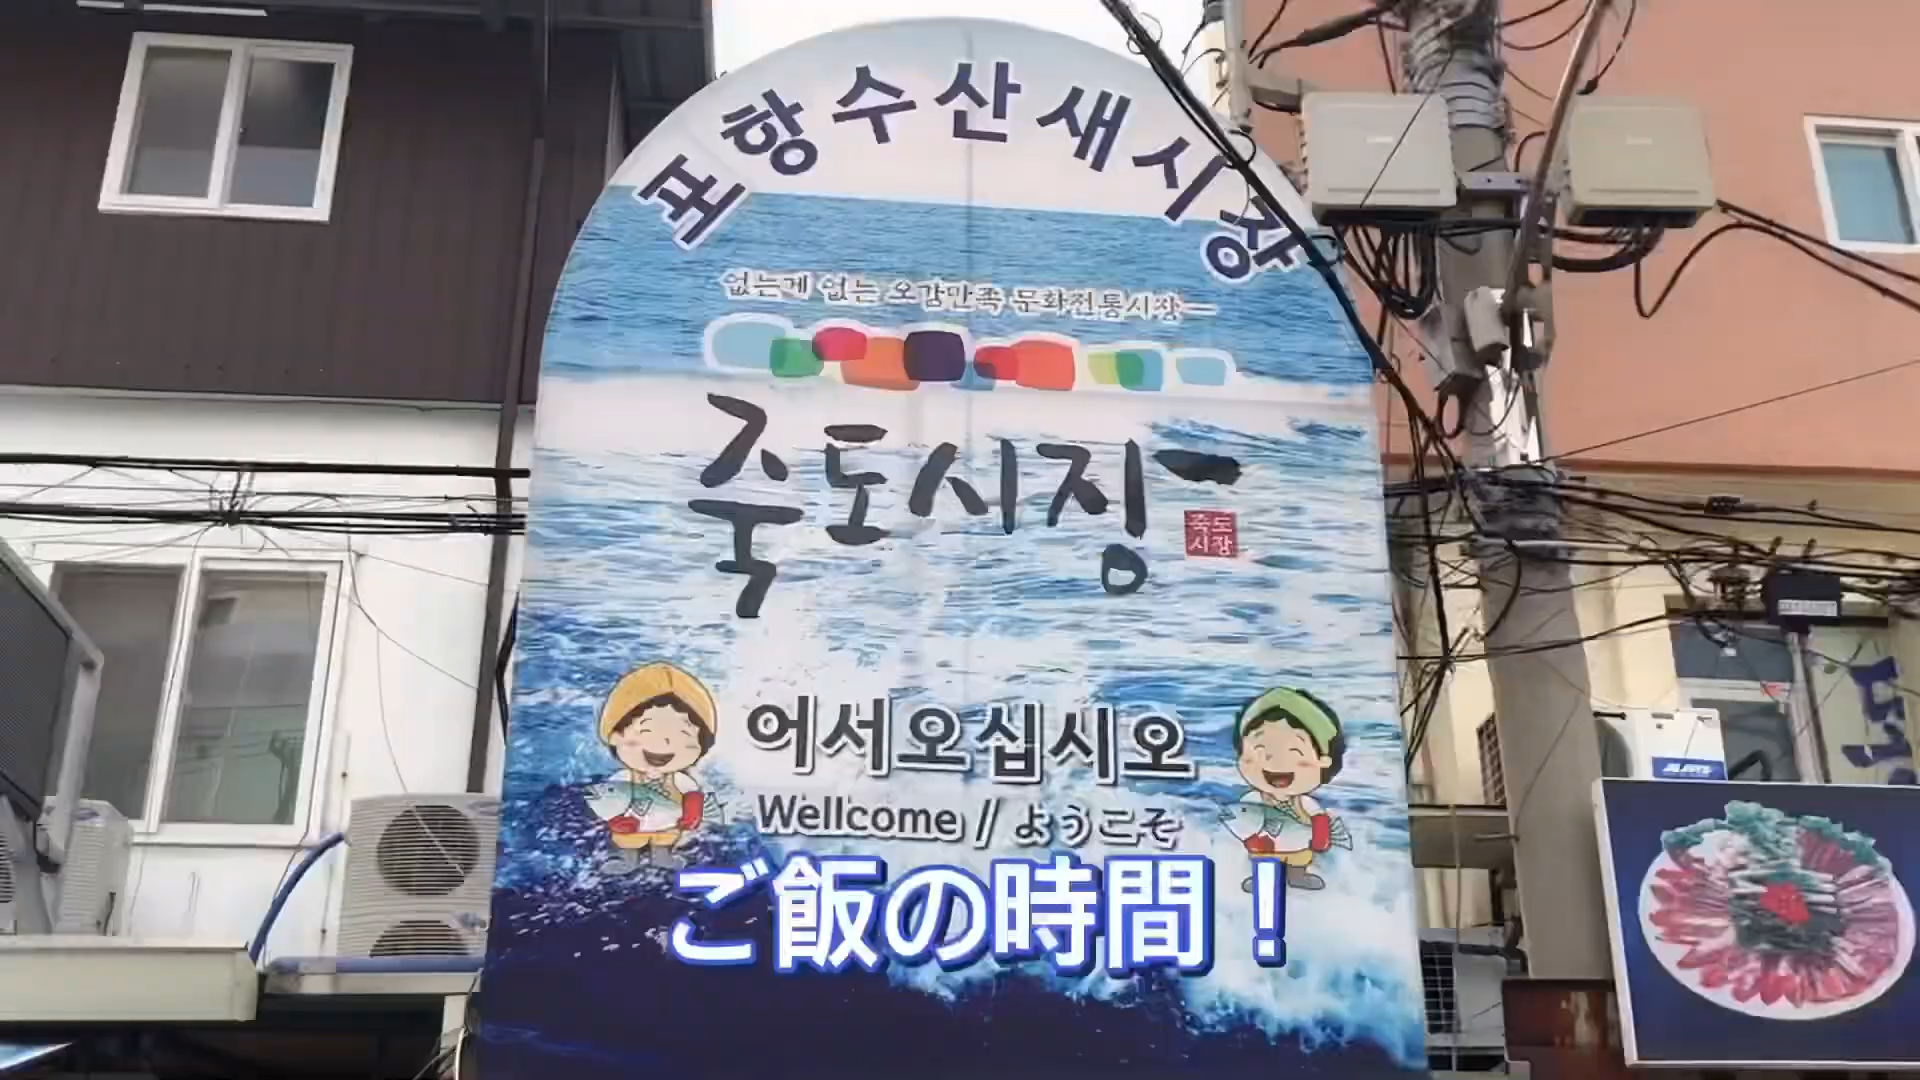 포항수산새시장
없는게 없는 오감만족 문화전통시장
죽도시장
죽도
시장
어서오십시오
Wellcome // ようこそ
ご飯の時間！